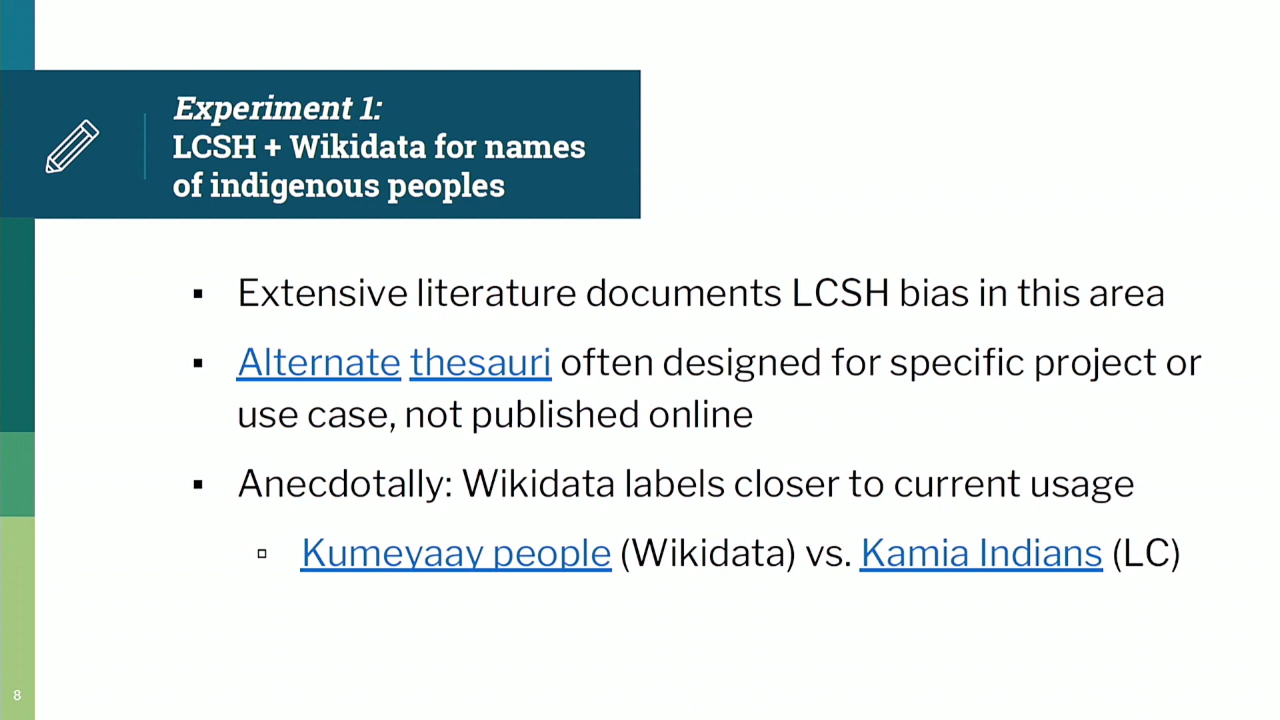 Experiment 1:
LCSH + Wikidata for names
of indigenous peoples
▪ Extensive literature documents LCSH bias in this area
▪ Alternate thesauri often designed for specific project or
use case, not published online
▪ Anecdotally: Wikidata labels closer to current usage
▫ Kumeyaay people (Wikidata) vs. Kamia Indians (LC)
8